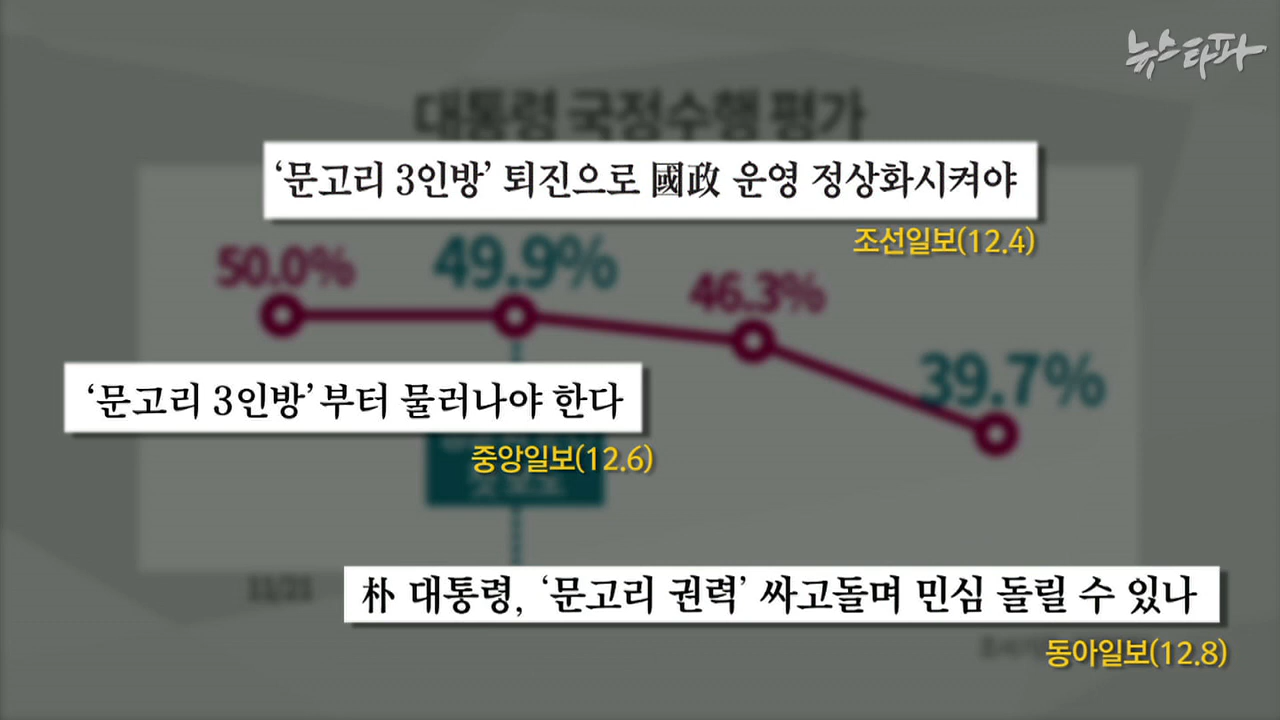 뉴스타파
대통령 국정수행 평가
‘문고리 3인방’ 퇴진으로 國政 운영 정상화시켜야
조선일보(12.4)
50.0%
49.9%
46.3%
39.7%
‘문고리 3인방’부터 물러나야 한다
중앙일보(12.6)
11/21
朴 대통령, ‘문고리 권력’ 싸고돌며 민심 돌릴 수 있나
동아일보(12.8)